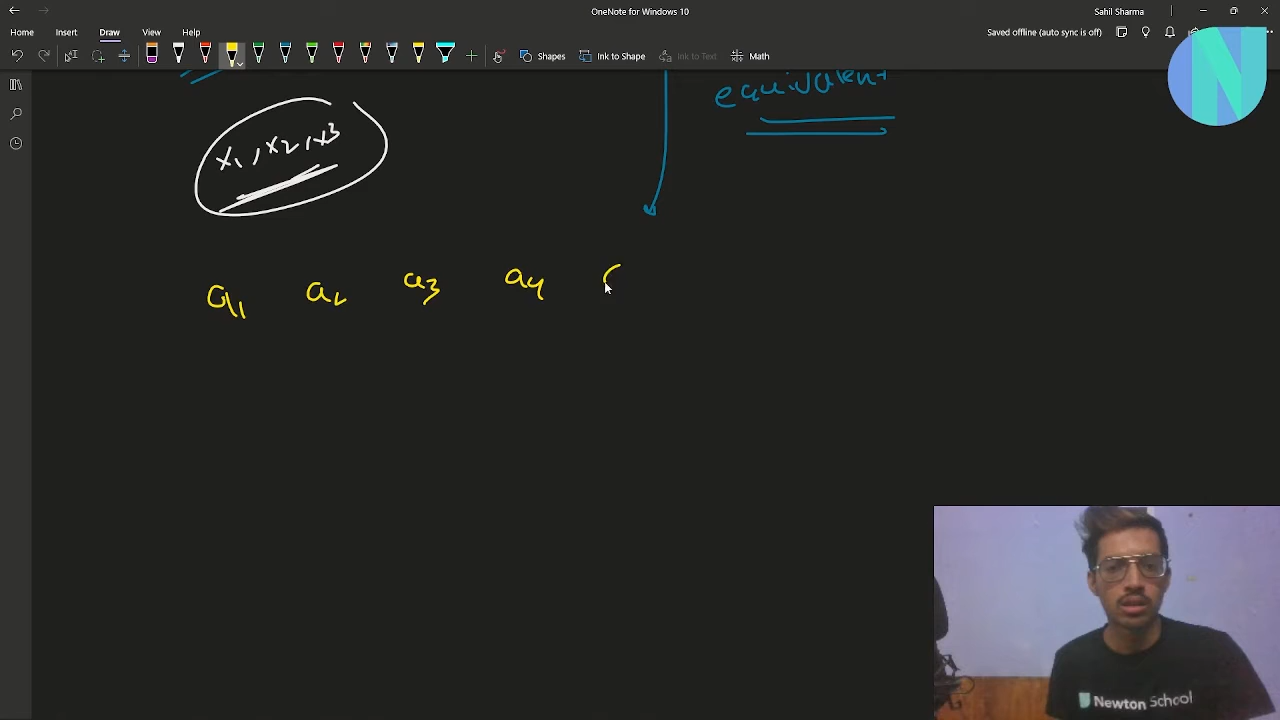 OneNote for Windows 10
Sahil Sharma
Home Insert Draw View Help
Saved offline (auto sync is off)
Shapes Ink to Shape Ink to Text Math
equivalent
x1, x2, x3
a1 a2 a3 a4
Newton School